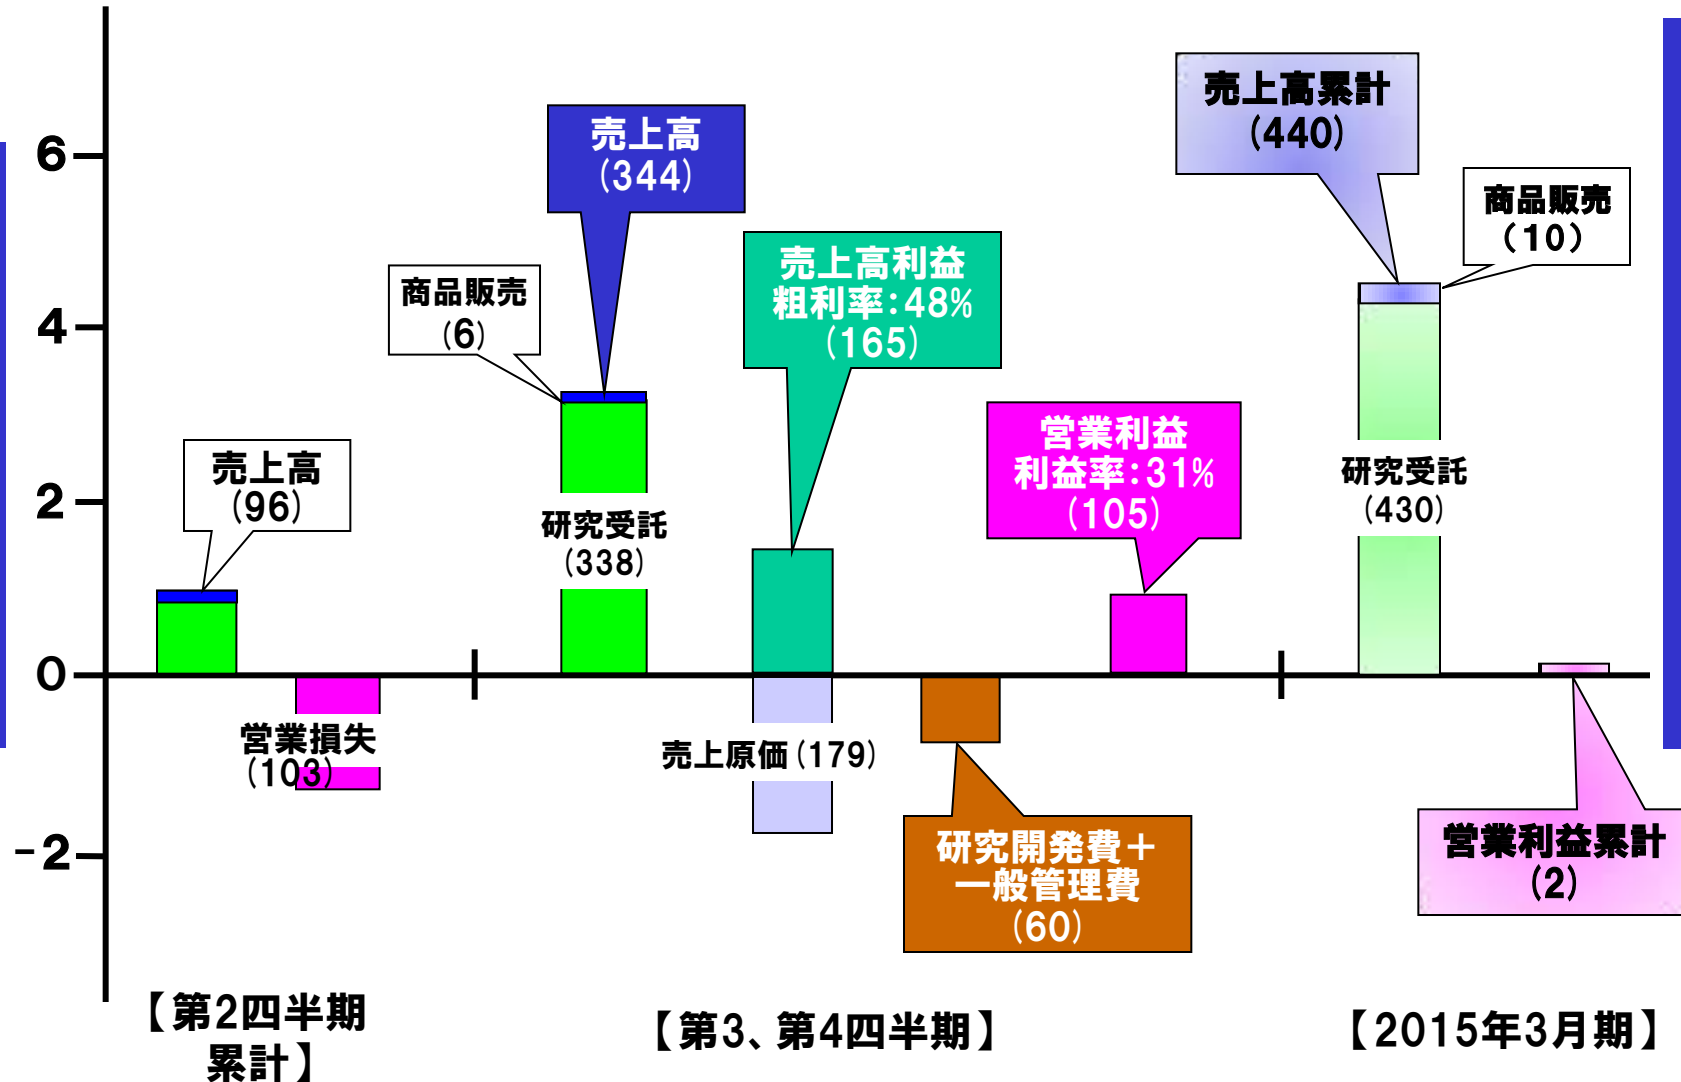 6
4
2
0
-2
売上高
(96)
営業損失
(103)
商品販売
(6)
売上高
(344)
研究受託
(338)
売上高利益
粗利率:48%
(165)
売上原価(179)
研究開発費＋
一般管理費
(60)
営業利益
利益率:31%
(105)
売上高累計
(440)
商品販売
(10)
研究受託
(430)
営業利益累計
(2)
【第2四半期
累計】
【第3、第4四半期】
【2015年3月期】